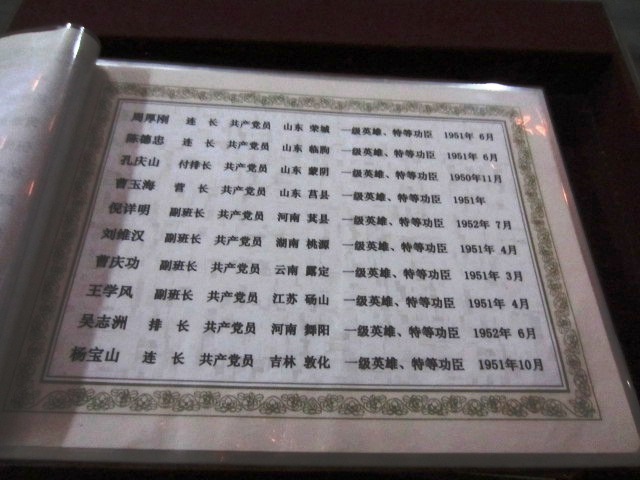 周厚刚 连 长 共产党员 山东 荣城 一级英雄、特等功臣 1951年 6月
陈德忠 连 长 共产党员 山东 临朐 一级英雄、特等功臣 1951年 6月
孔庆山 付排长 共产党员 山东 蒙阴 一级英雄、特等功臣 1950年11月
曹玉海 营 长 共产党员 山东 莒县 一级英雄、特等功臣 1951年
倪详明 副班长 共产党员 河南 萁县 一级英雄、特等功臣 1952年 7月
刘维汉 副班长 共产党员 湖南 桃源 一级英雄、特等功臣 1951年 4月
曹庆功 副班长 共产党员 云南 露定 一级英雄、特等功臣 1951年 3月
王学风 副班长 共产党员 江苏 砀山 一级英雄、特等功臣 1951年 4月
吴志洲 排 长 共产党员 河南 舞阳 一级英雄、特等功臣 1952年 6月
杨宝山 连 长 共产党员 吉林 敦化 一级英雄、特等功臣 1951年10月